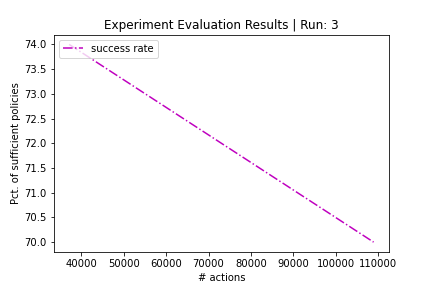 Experiment Evaluation Results | Run: 3
success rate
Pct. of sufficient policies
74.0
73.5
73.0
72.5
72.0
71.5
71.0
70.5
70.0
40000 50000 60000 70000 80000 90000 100000 110000
# actions